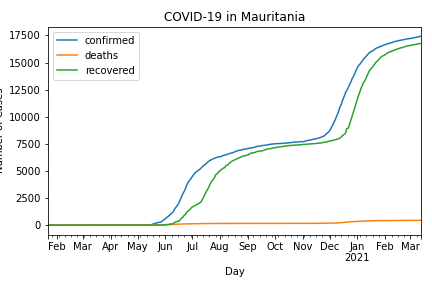 COVID-19 in Mauritania
confirmed
deaths
recovered
17500
15000
12500
10000
7500
5000
2500
0
Feb Mar Apr May Jun Jul Aug Sep Oct Nov Dec Jan Feb Mar
2021
Day